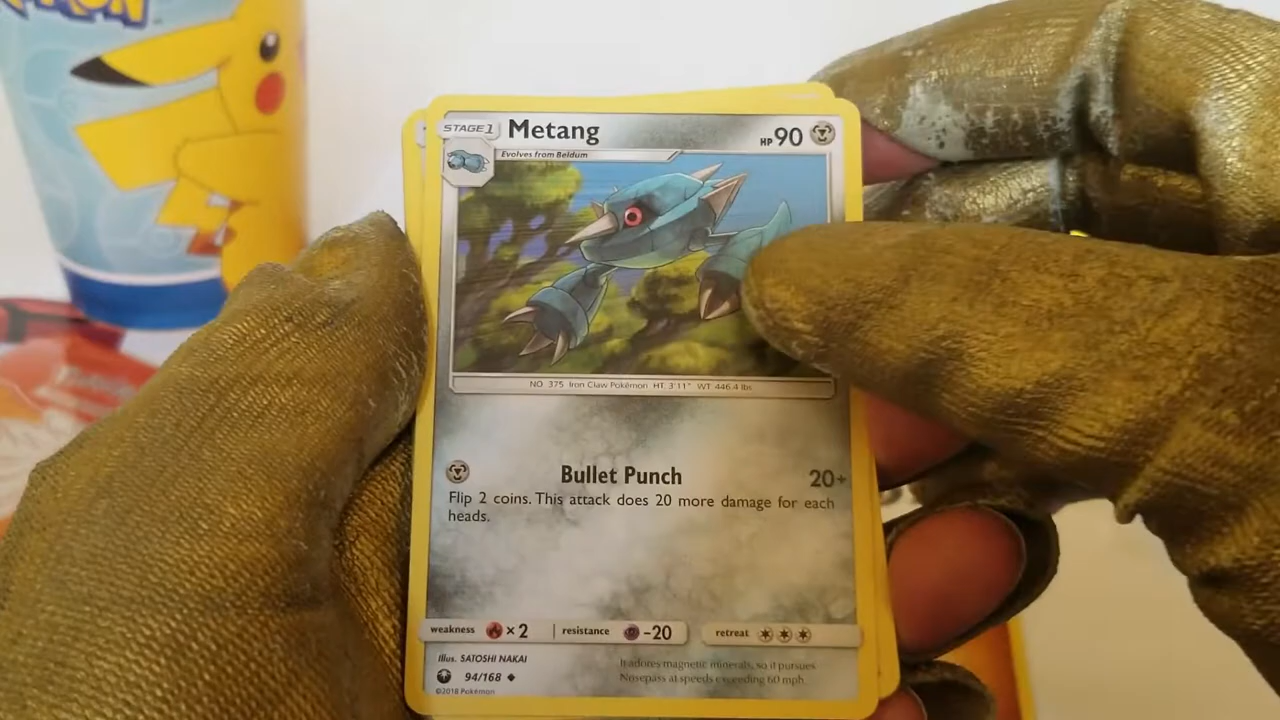 STAGE 1 Metang HP 90
Evolves from Beldum
NO. 375 Iron Claw Pokémon HT 3'11" WT 446.4 lbs
Bullet Punch 20+
Flip 2 coins. This attack does 20 more damage for each
heads.
weakness ×2 resistance -20 retreat
Illus. SATOSHI NAKAI
94/168
©2018 Pokémon
It adores magnetic minerals, so it pursues
Nosepass at speeds exceeding 60 mph.